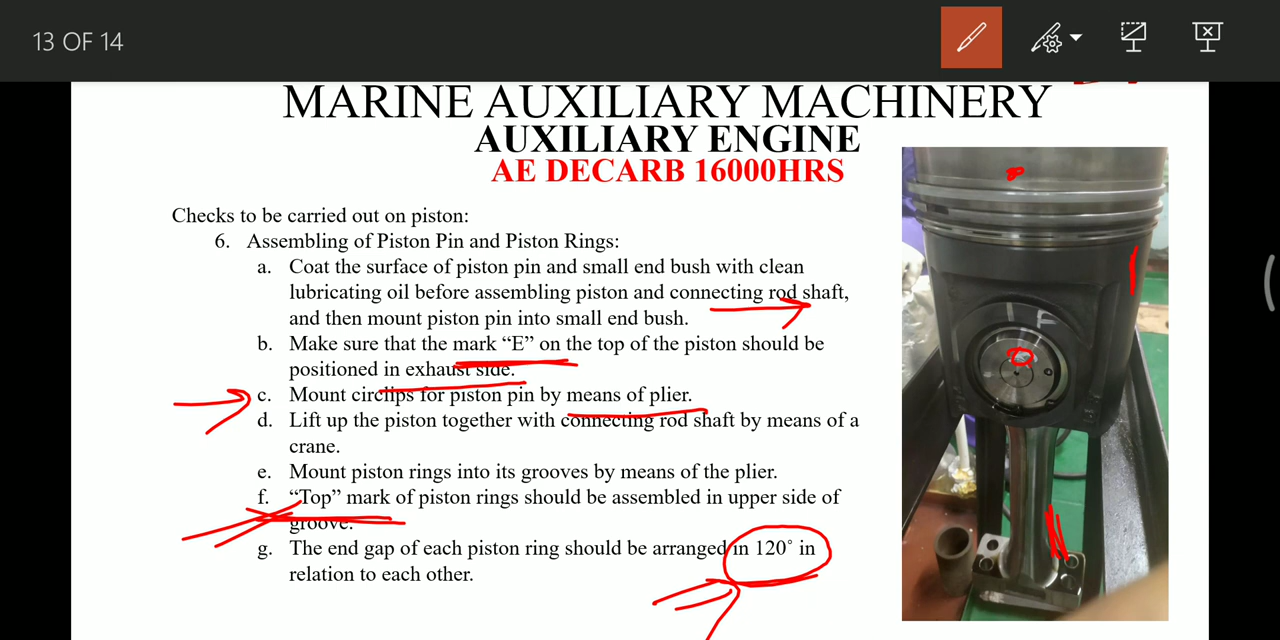 13 OF 14
MARINE AUXILIARY MACHINERY
AUXILIARY ENGINE
AE DECARB 16000HRS
Checks to be carried out on piston:
6. Assembling of Piston Pin and Piston Rings:
a. Coat the surface of piston pin and small end bush with clean
lubricating oil before assembling piston and connecting rod shaft,
and then mount piston pin into small end bush.
b. Make sure that the mark “E” on the top of the piston should be
positioned in exhaust side.
c. Mount circlips for piston pin by means of plier.
d. Lift up the piston together with connecting rod shaft by means of a
crane.
e. Mount piston rings into its grooves by means of the plier.
f. “Top” mark of piston rings should be assembled in upper side of
groove.
g. The end gap of each piston ring should be arranged in 120° in
relation to each other.